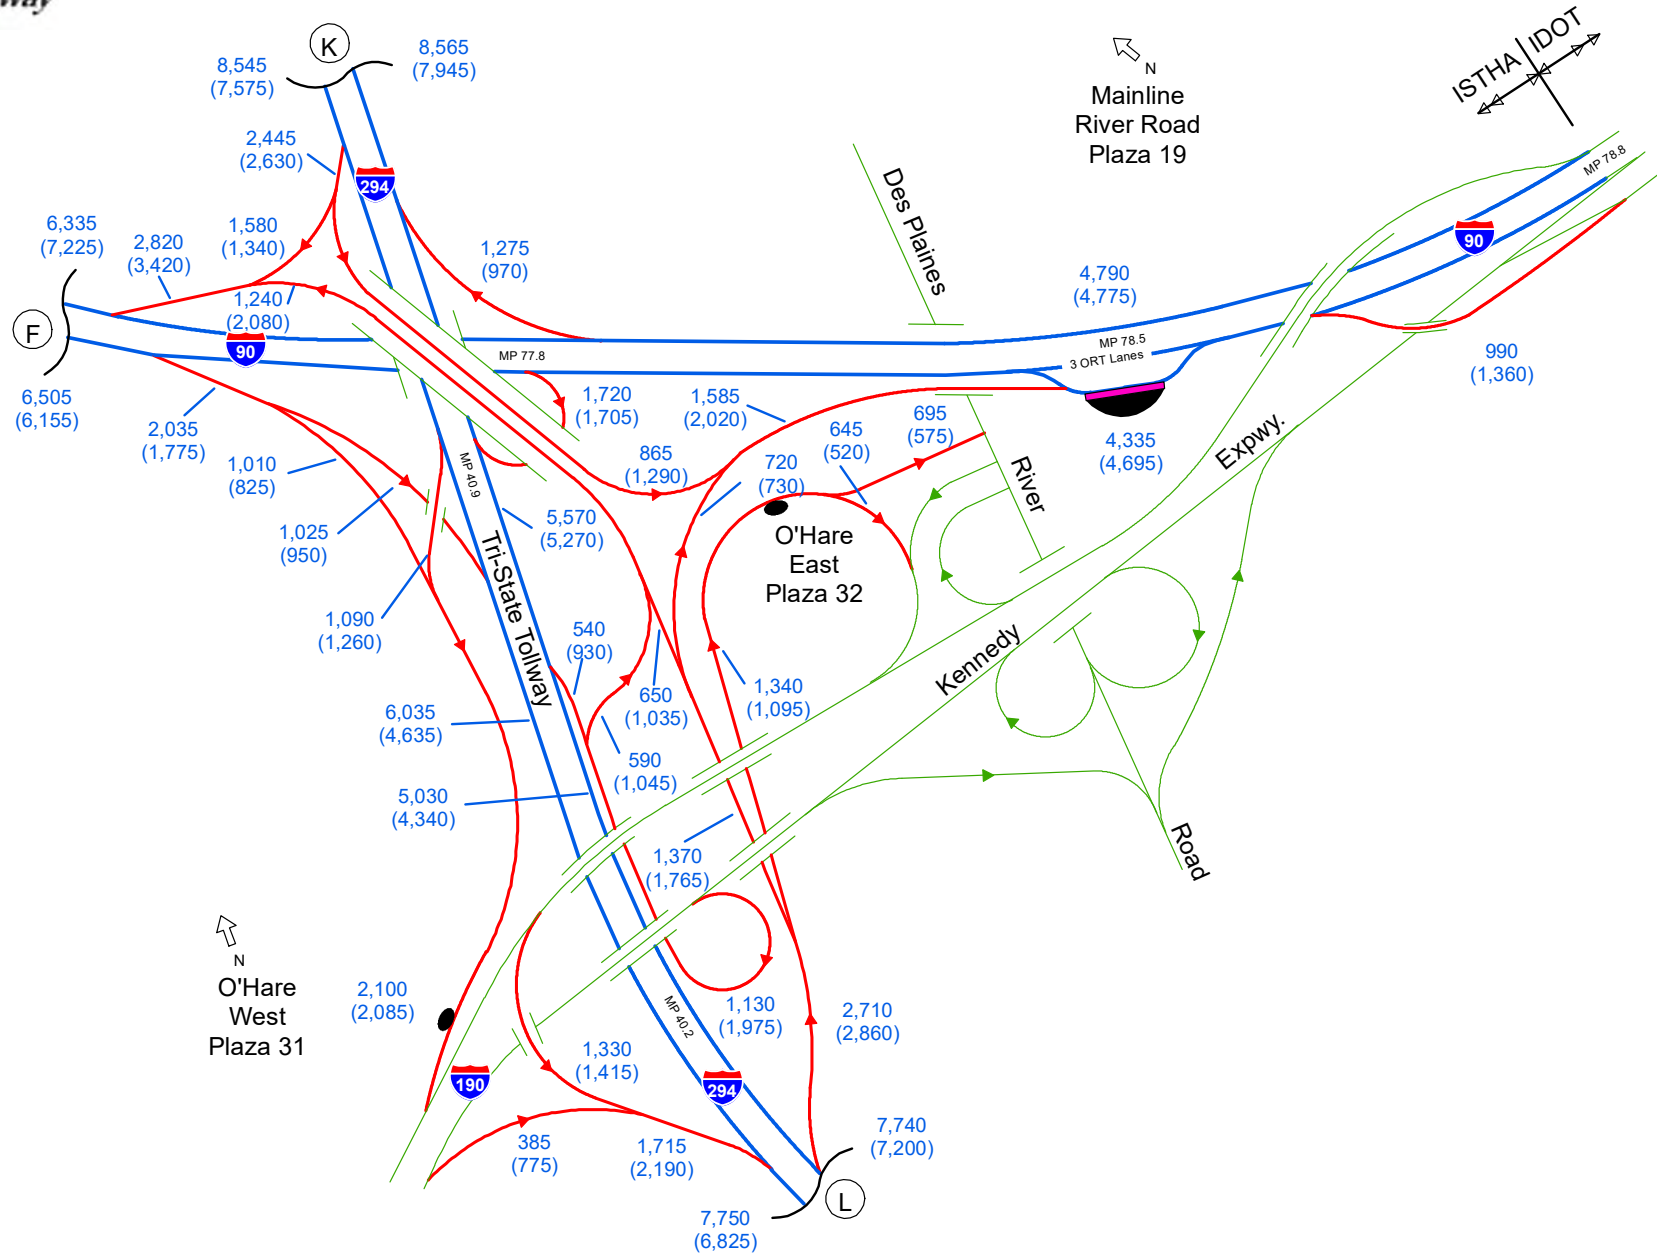 way
K
8,545
(7,575)
8,565
(7,945)
2,445
(2,630)
294
N
Mainline
River Road
Plaza 19
ISTHA
IDOT
MP 78.8
90
Des Plaines
6,335
(7,225)
2,820
(3,420)
1,580
(1,340)
1,240
(2,080)
1,275
(970)
4,790
(4,775)
F
90
MP 77.8
MP 78.5
3 ORT Lanes
990
(1,360)
6,505
(6,155)
2,035
(1,775)
1,720
(1,705)
1,585
(2,020)
695
(575)
645
(520)
4,335
(4,695)
1,010
(825)
865
(1,290)
720
(730)
MP 40.9
River
Expwy.
1,025
(950)
5,570
(5,270)
O'Hare
East
Plaza 32
Tri-State Tollway
1,090
(1,260)
540
(930)
Kennedy
650
(1,035)
1,340
(1,095)
6,035
(4,635)
590
(1,045)
5,030
(4,340)
1,370
(1,765)
Road
N
O'Hare
West
Plaza 31
2,100
(2,085)
MP 40.2
1,130
(1,975)
2,710
(2,860)
190
1,330
(1,415)
294
385
(775)
1,715
(2,190)
7,740
(7,200)
L
7,750
(6,825)